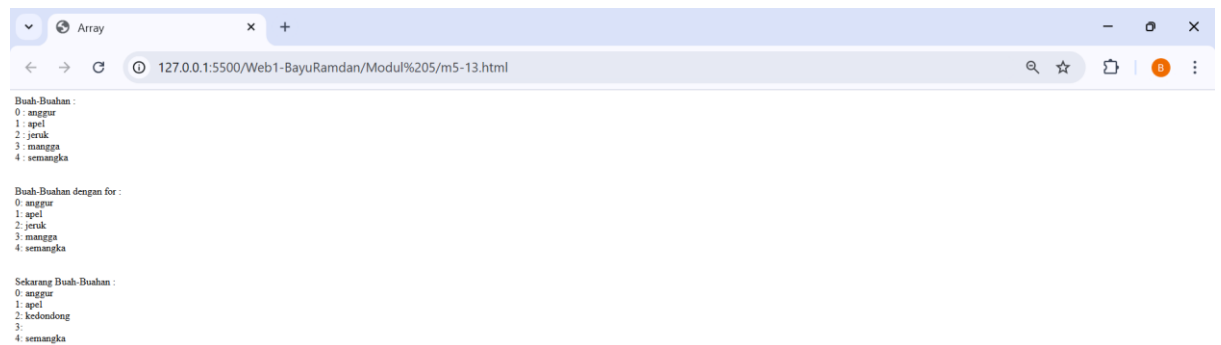 Array
127.0.0.1:5500/Web1-BayuRamdan/Modul%205/m5-13.html
B
Buah-Buahan :
0 : anggur
1 : apel
2 : jeruk
3 : mangga
4 : semangka
Buah-Buahan dengan for :
0: anggur
1: apel
2: jeruk
3: mangga
4: semangka
Sekarang Buah-Buahan :
0: anggur
1: apel
2: kedondong
3:
4: semangka